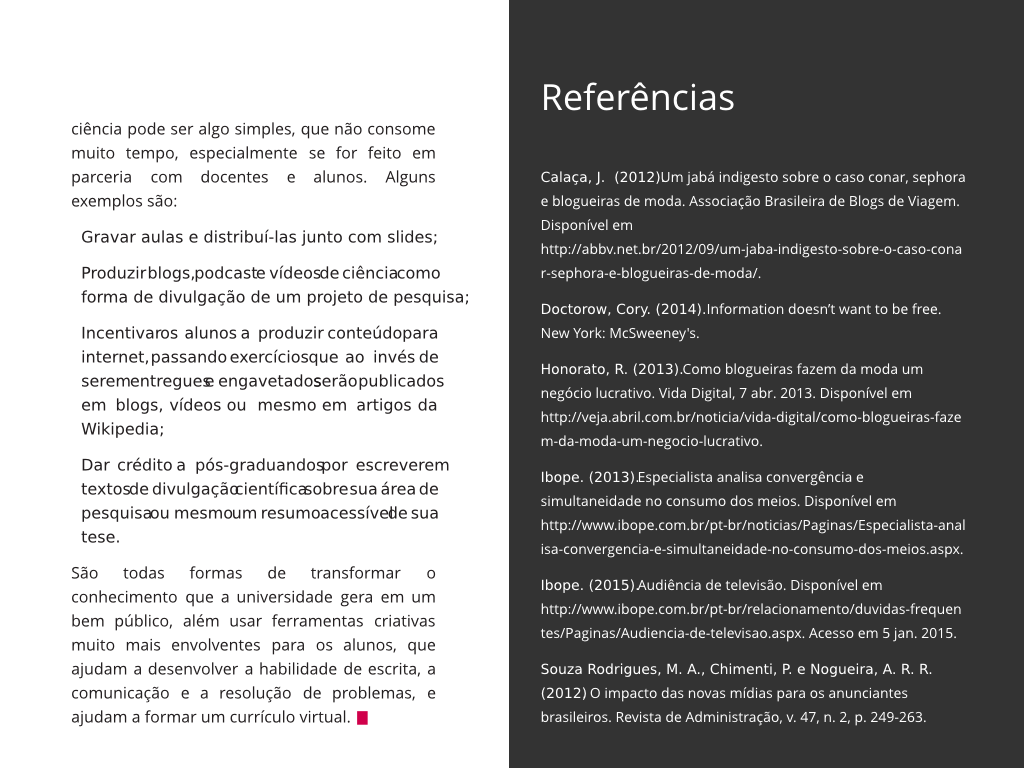 ciência pode ser algo simples, que não consome
muito tempo, especialmente se for feito em
parceria com docentes e alunos. Alguns
exemplos são:
Gravar aulas e distribuí-las junto com slides;
Produzir blogs, podcast e vídeos de ciência como
forma de divulgação de um projeto de pesquisa;
Incentivar os alunos a produzir conteúdo para
internet, passando exercícios que ao invés de
serem entregues e engavetados serão publicados
em blogs, vídeos ou mesmo em artigos da
Wikipedia;
Dar crédito a pós-graduandos por escreverem
textos de divulgação científica sobre sua área de
pesquisa ou mesmo um resumo acessível de sua
tese.
São todas formas de transformar o
conhecimento que a universidade gera em um
bem público, além usar ferramentas criativas
muito mais envolventes para os alunos, que
ajudam a desenvolver a habilidade de escrita, a
comunicação e a resolução de problemas, e
ajudam a formar um currículo virtual.
Referências
Calaça, J. (2012)Um jabá indigesto sobre o caso conar, sephora
e blogueiras de moda. Associação Brasileira de Blogs de Viagem.
Disponível em
http://abbv.net.br/2012/09/um-jaba-indigesto-sobre-o-caso-cona
r-sephora-e-blogueiras-de-moda/.
Doctorow, Cory. (2014).Information doesn’t want to be free.
New York: McSweeney's.
Honorato, R. (2013).Como blogueiras fazem da moda um
negócio lucrativo. Vida Digital, 7 abr. 2013. Disponível em
http://veja.abril.com.br/noticia/vida-digital/como-blogueiras-faze
m-da-moda-um-negocio-lucrativo.
Ibope. (2013).Especialista analisa convergência e
simultaneidade no consumo dos meios. Disponível em
http://www.ibope.com.br/pt-br/noticias/Paginas/Especialista-anal
isa-convergencia-e-simultaneidade-no-consumo-dos-meios.aspx.
Ibope. (2015).Audiência de televisão. Disponível em
http://www.ibope.com.br/pt-br/relacionamento/duvidas-frequen
tes/Paginas/Audiencia-de-televisao.aspx. Acesso em 5 jan. 2015.
Souza Rodrigues, M. A., Chimenti, P. e Nogueira, A. R. R.
(2012) O impacto das novas mídias para os anunciantes
brasileiros. Revista de Administração, v. 47, n. 2, p. 249-263.